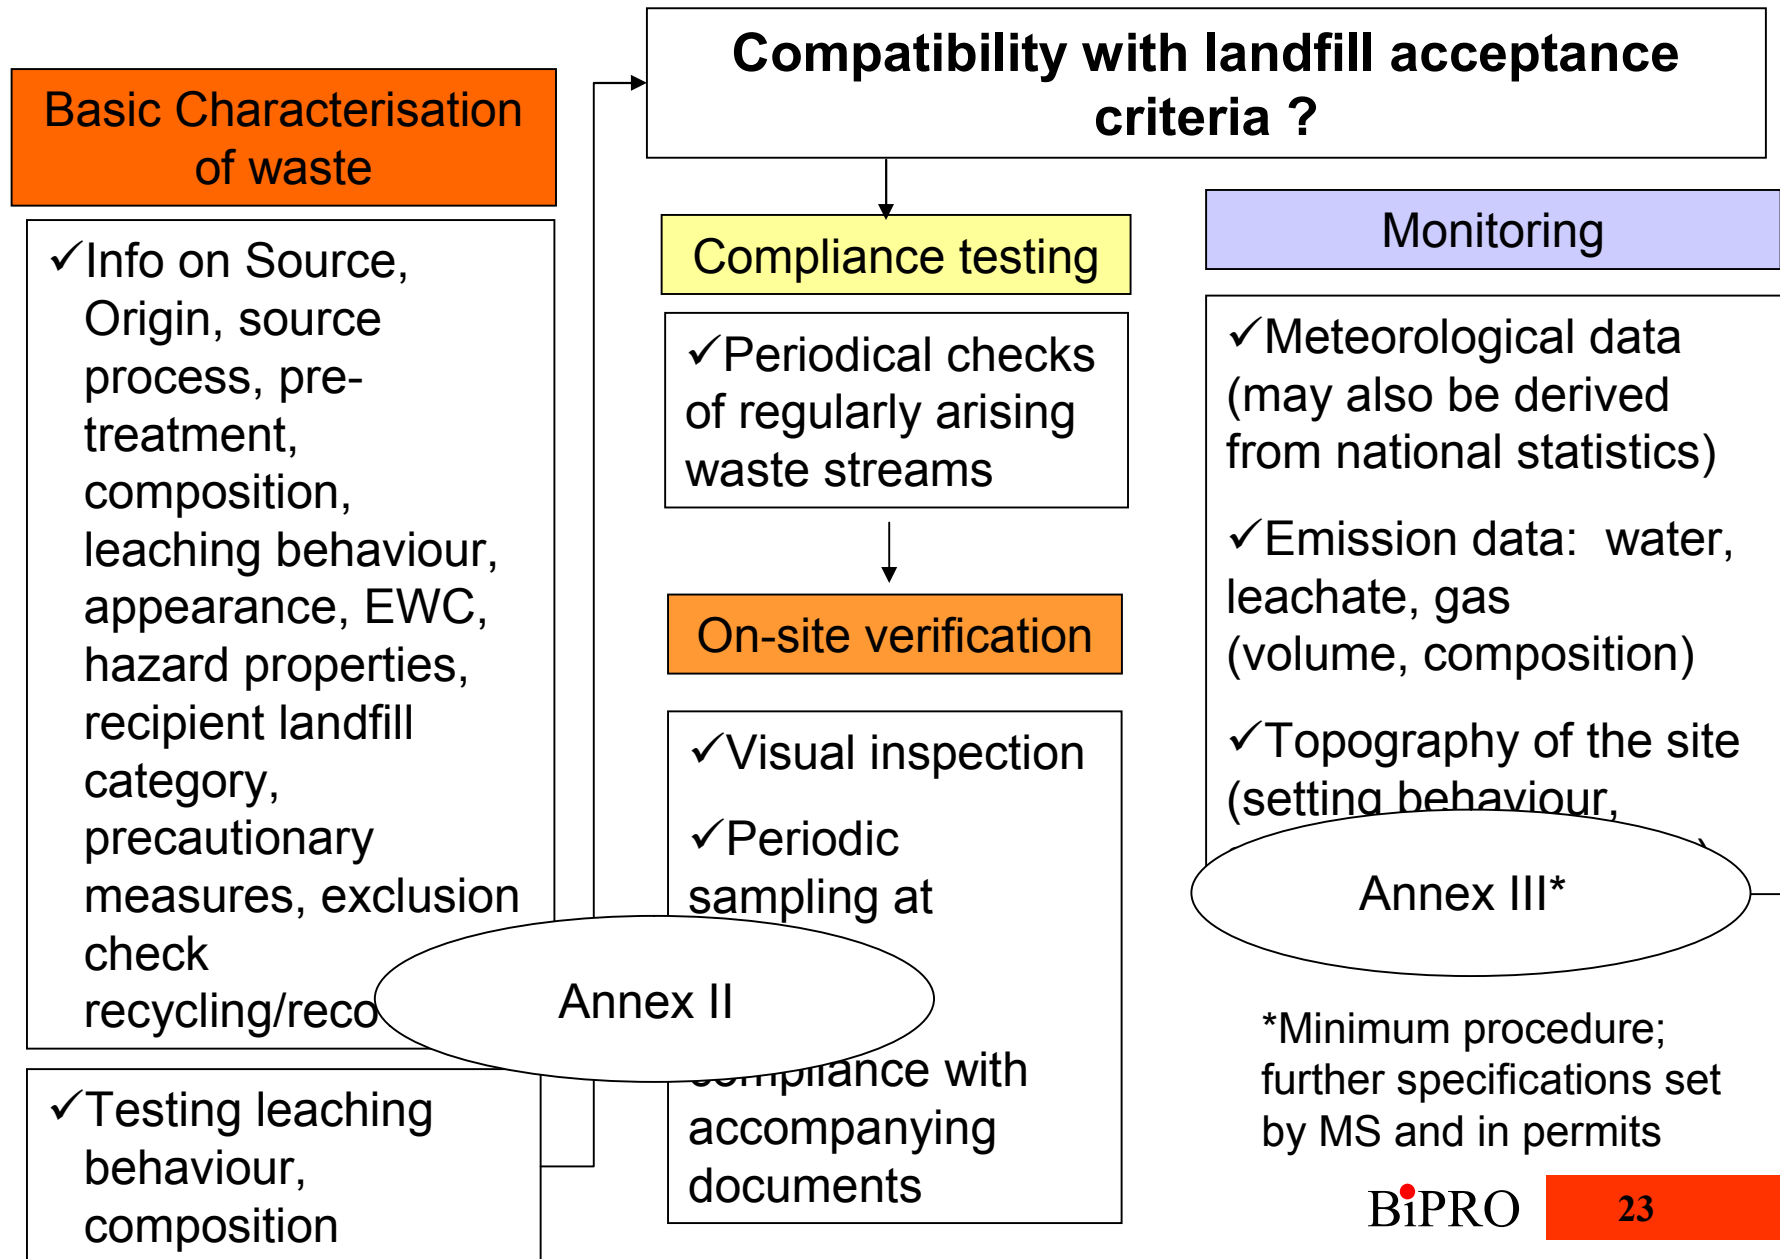 Compatibility with landfill acceptance
criteria ?
Basic Characterisation
of waste
✓Info on Source,
Origin, source
process, pre-
treatment,
composition,
leaching behaviour,
appearance, EWC,
hazard properties,
recipient landfill
category,
precautionary
measures, exclusion
check
recycling/reco
✓Testing leaching
behaviour,
composition
Compliance testing
✓Periodical checks
of regularly arising
waste streams
On-site verification
✓Visual inspection
✓Periodic
sampling at
compliance with
accompanying
documents
Annex II
Monitoring
✓Meteorological data
(may also be derived
from national statistics)
✓Emission data:  water,
leachate, gas
(volume, composition)
✓Topography of the site
(setting behaviour,
Annex III*
*Minimum procedure;
further specifications set
by MS and in permits
BiPRO
23